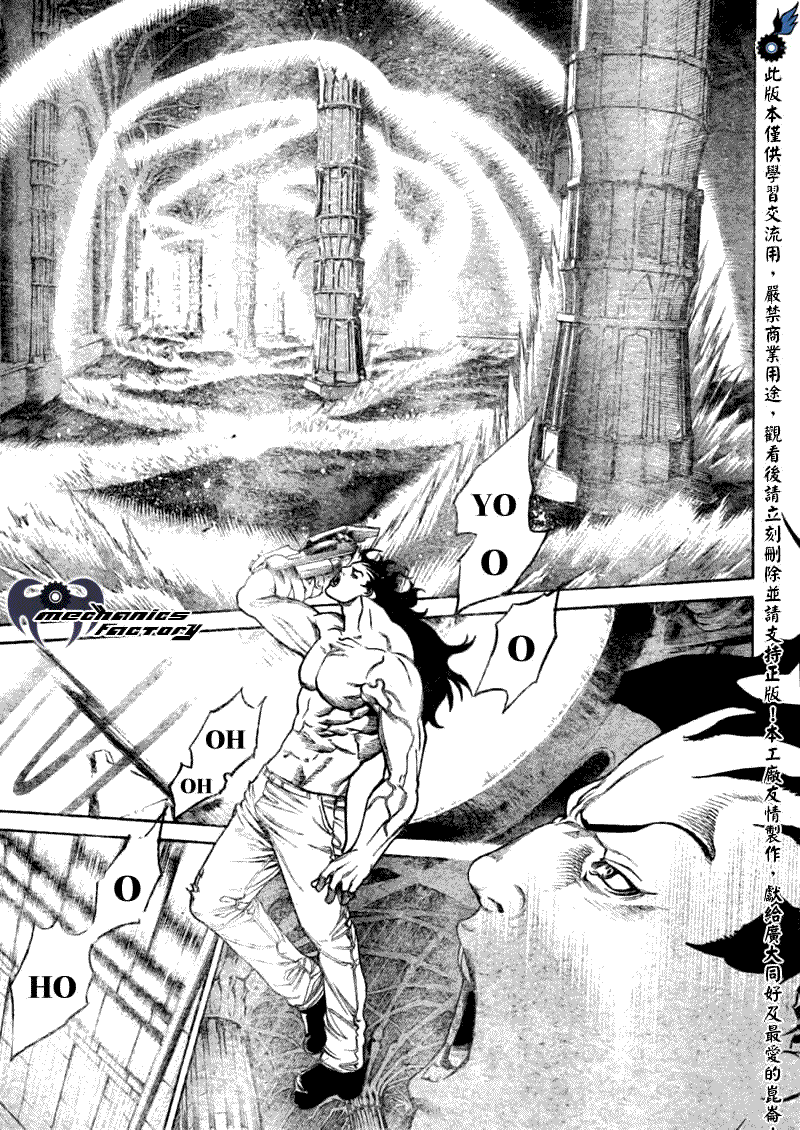 YO
O
O
OH
OH
O
HO
mechanics
Factory
此版本僅供學習交流用，嚴禁商業用途，觀看後請立刻刪除並請支持正版！本工廠友情製作，獻給廣大同好及最愛的崑崙